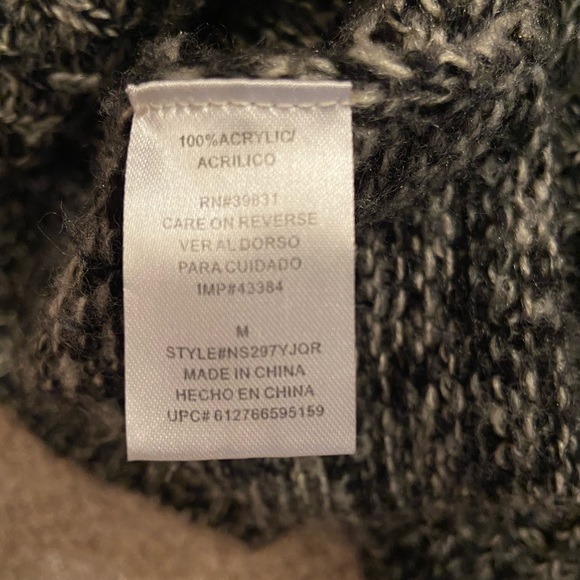 100%ACRYLIC/
ACRILICO
RN#39831
CARE ON REVERSE
VER AL DORSO
PARA CUIDADO
IMP#43384
M
STYLE#NS297YJQR
MADE IN CHINA
HECHO EN CHINA
UPC# 612766595159